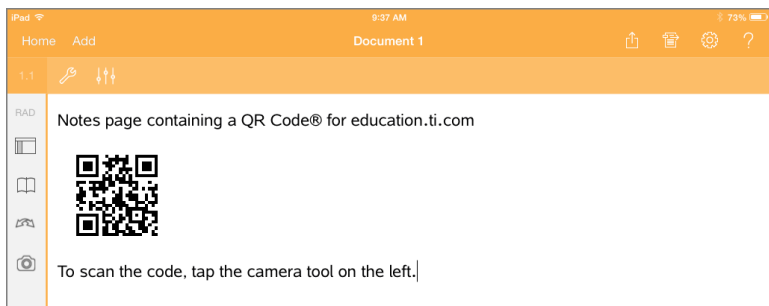 iPad 9:37 AM 73%
Home Add Document 1 ?
1.1
RAD
Notes page containing a QR Code® for education.ti.com
To scan the code, tap the camera tool on the left.